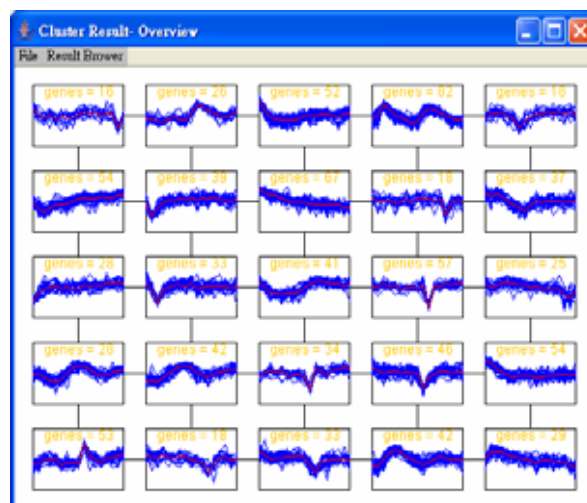 Cluster Result- Overview
File Result Brower
genes = 16 genes = 26 genes = 52 genes = 82 genes = 18
genes = 54 genes = 39 genes = 67 genes = 18 genes = 37
genes = 28 genes = 33 genes = 41 genes = 57 genes = 25
genes = 28 genes = 42 genes = 34 genes = 46 genes = 54
genes = 53 genes = 18 genes = 33 genes = 42 genes = 29